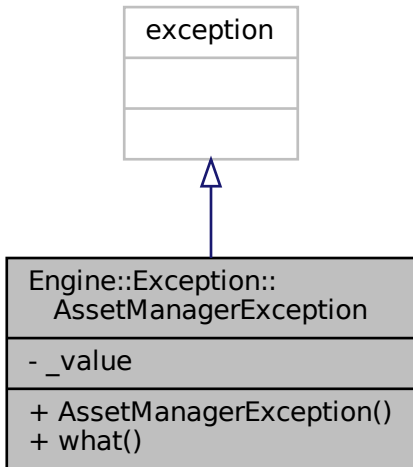 exception
Engine::Exception::
AssetManagerException
- _value
+ AssetManagerException()
+ what()